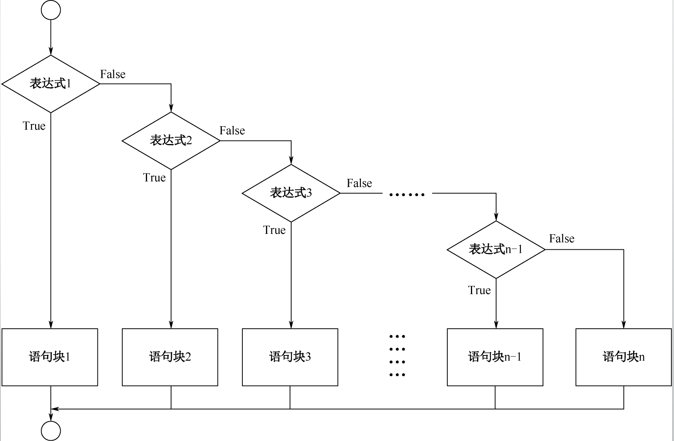 表达式1
False
True
表达式2
False
True
表达式3
False
……
True
表达式n-1
False
True
语句块1
语句块2
语句块3
语句块n-1
语句块n